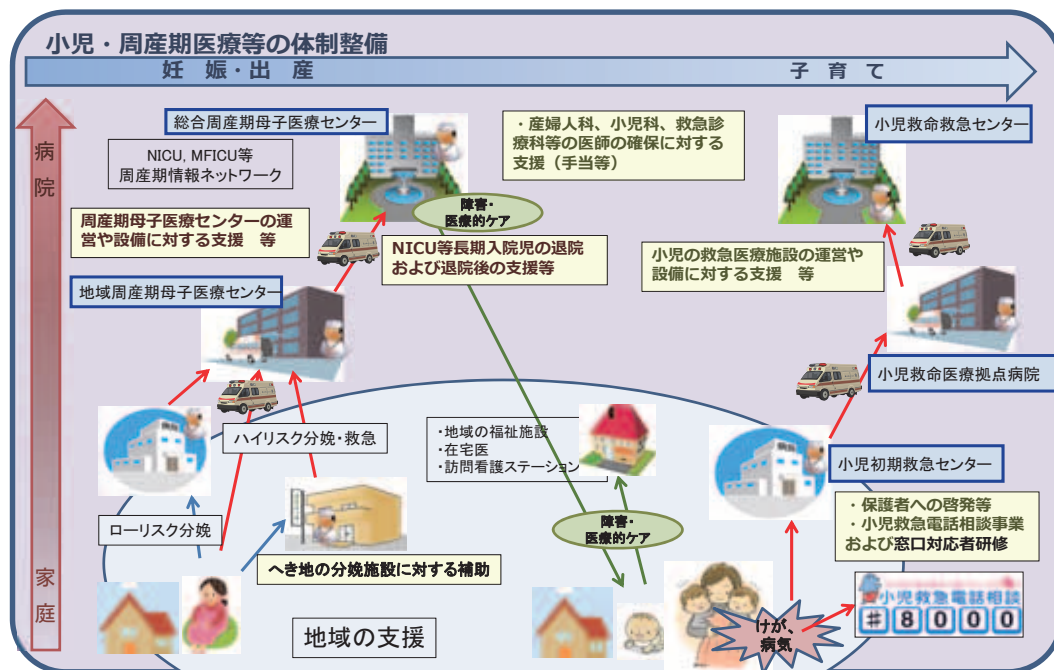 小児・周産期医療等の体制整備
妊 娠・出 産
子 育 て
病
院
家
庭
総合周産期母子医療センター
NICU, MFICU等
周産期情報ネットワーク
周産期母子医療センターの運
営や設備に対する支援 等
地域周産期母子医療センター
・産婦人科、小児科、救急診
療科等の医師の確保に対する
支援（手当等）
障害・
医療的ケア
NICU等長期入院児の退院
および退院後の支援等
小児救命救急センター
小児の救急医療施設の運営や
設備に対する支援 等
小児救命医療拠点病院
病院
ハイリスク分娩・救急
ローリスク分娩
へき地の分娩施設に対する補助
・地域の福祉施設
・在宅医
・訪問看護ステーション
障害・
医療的ケア
地域の支援
病院
小児初期救急センター
・保護者への啓発等
・小児救急電話相談事業
および窓口対応者研修
けが、
病気
小児救急電話相談
#8000